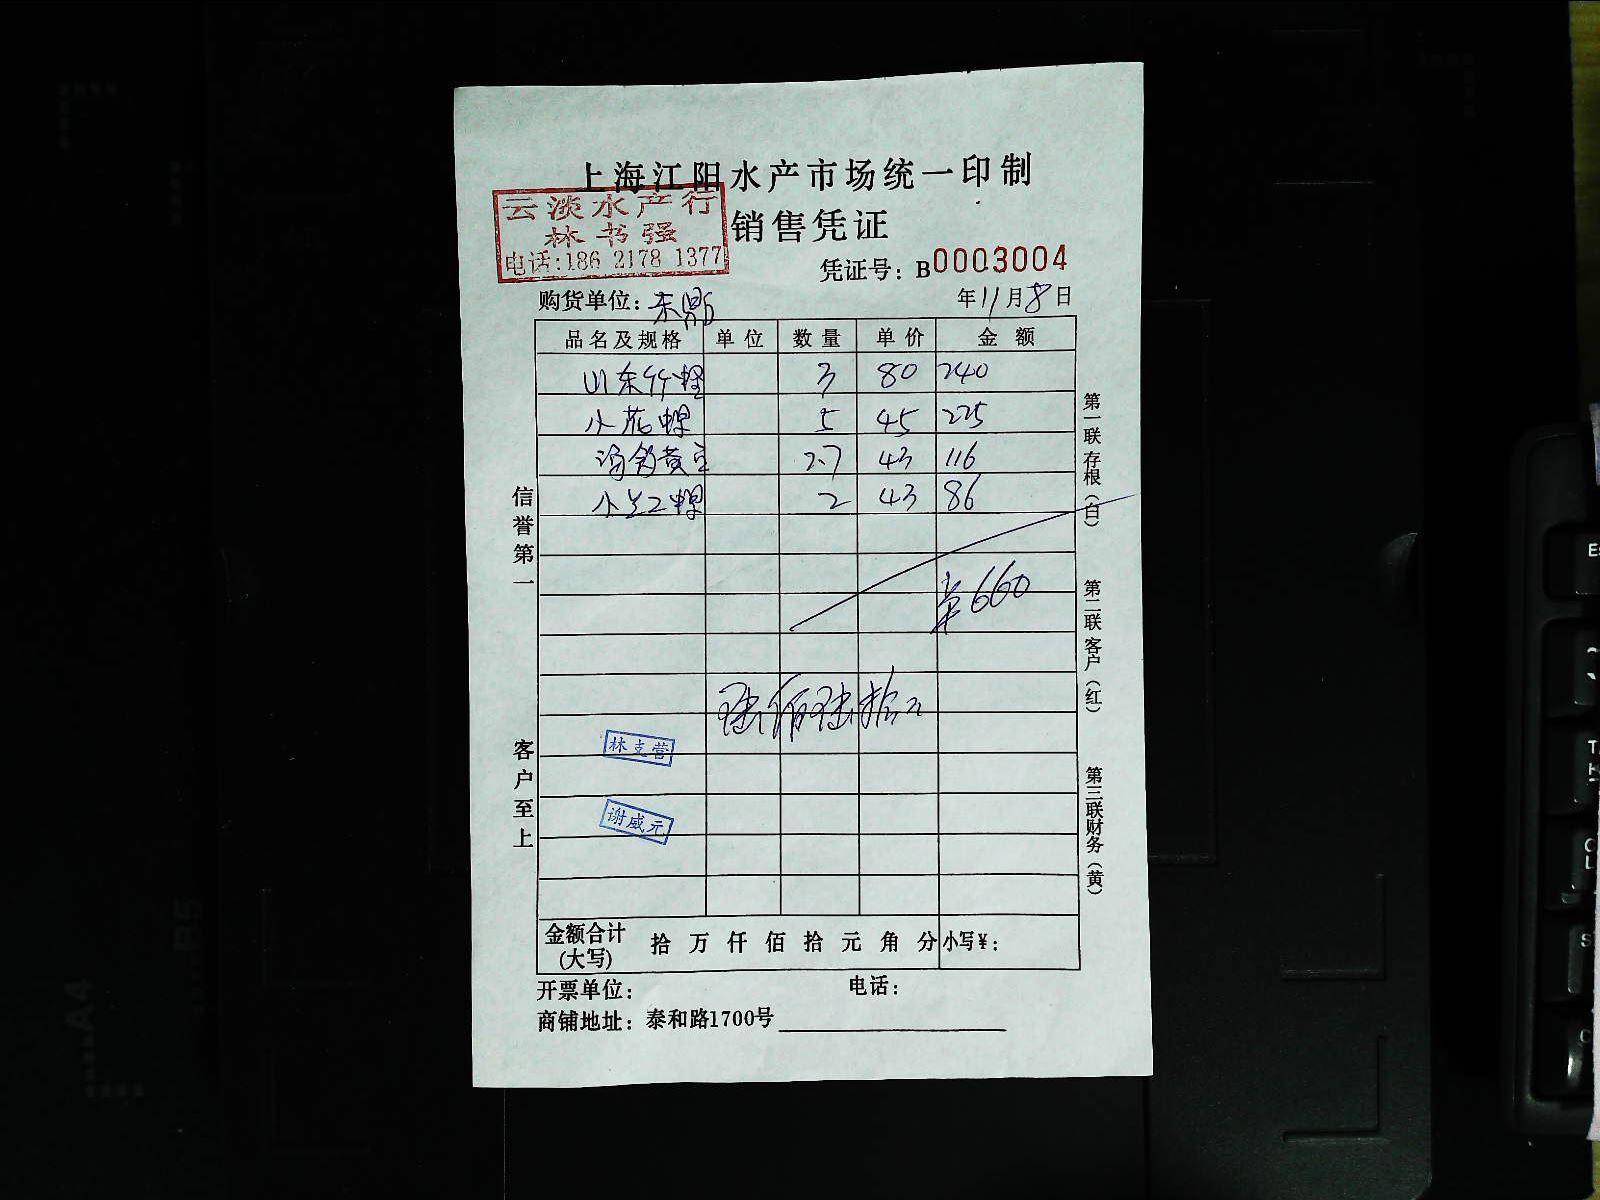 上海江阳水产市场统一印制
云淡水产行
林书强
电话:186 2178 1377
销售凭证
凭证号：B0003004
购货单位：东鼎
年11月8日
品名及规格 单位 数量 单价 金额
山东竹蛏 3 80 240
小花螺 5 45 225
黄 2.7 43 116
小 螺 2 43 86
¥660
陆佰陆拾元
林支营
谢威元
金额合计(大写) 拾 万 仟 佰 拾 元 角 分 小写¥：
开票单位： 电话：
商铺地址：泰和路1700号
信誉第一
客户至上
第一联存根（白）
第二联客户（红）
第三联财务（黄）
A4
B5